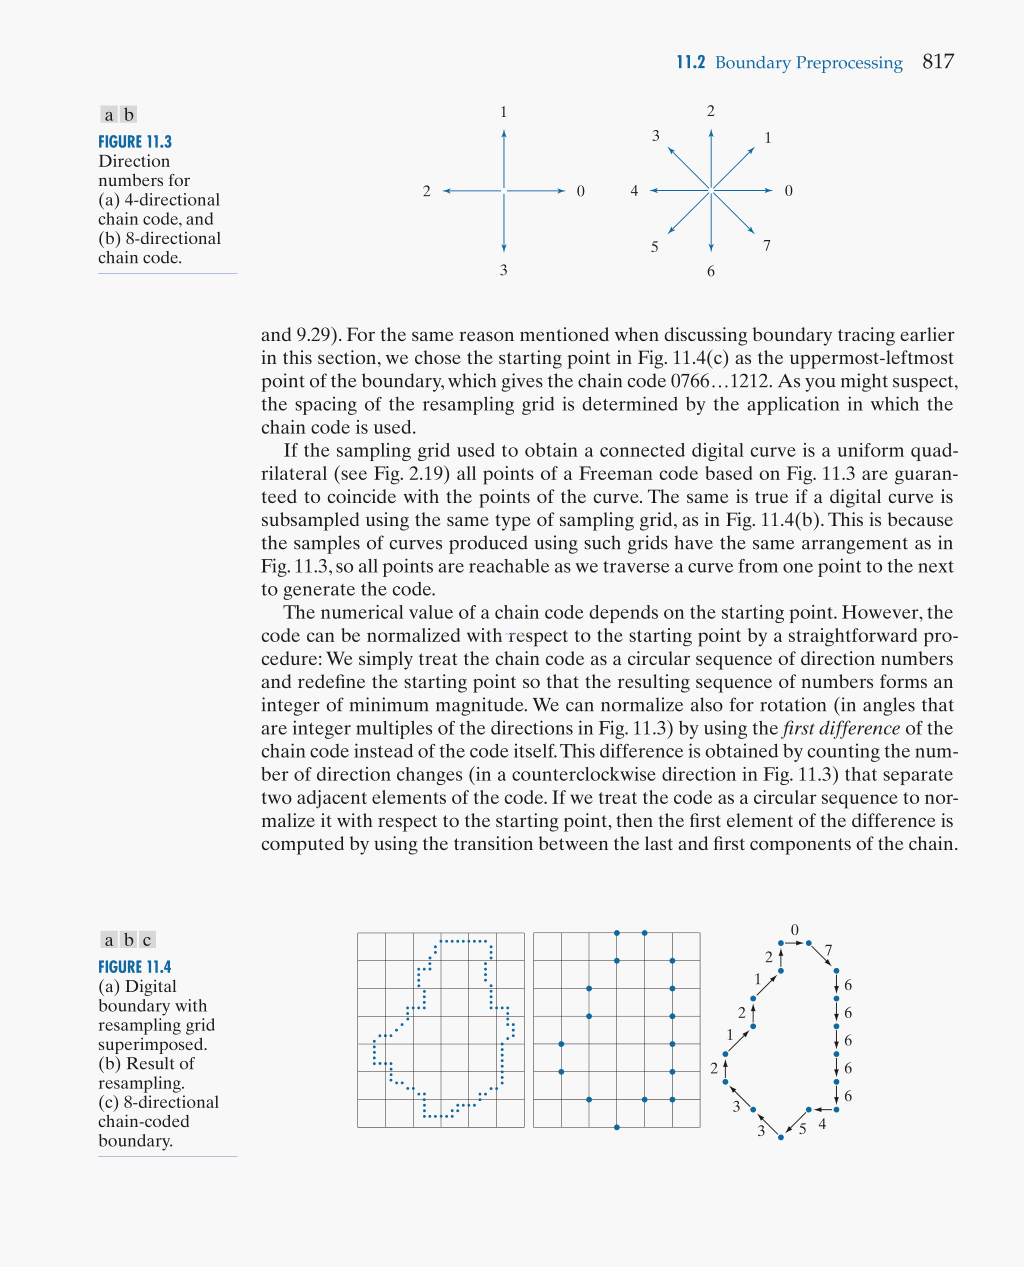 11.2 Boundary Preprocessing 817
a b
FIGURE 11.3
Direction
numbers for
(a) 4-directional
chain code, and
(b) 8-directional
chain code.
1
2
0
3
2
3
1
4
0
5
7
6
and 9.29). For the same reason mentioned when discussing boundary tracing earlier
in this section, we chose the starting point in Fig. 11.4(c) as the uppermost-leftmost
point of the boundary, which gives the chain code 0766…1212. As you might suspect,
the spacing of the resampling grid is determined by the application in which the
chain code is used.
If the sampling grid used to obtain a connected digital curve is a uniform quad-
rilateral (see Fig. 2.19) all points of a Freeman code based on Fig. 11.3 are guaran-
teed to coincide with the points of the curve. The same is true if a digital curve is
subsampled using the same type of sampling grid, as in Fig. 11.4(b). This is because
the samples of curves produced using such grids have the same arrangement as in
Fig. 11.3, so all points are reachable as we traverse a curve from one point to the next
to generate the code.
The numerical value of a chain code depends on the starting point. However, the
code can be normalized with respect to the starting point by a straightforward pro-
cedure: We simply treat the chain code as a circular sequence of direction numbers
and redefine the starting point so that the resulting sequence of numbers forms an
integer of minimum magnitude. We can normalize also for rotation (in angles that
are integer multiples of the directions in Fig. 11.3) by using the first difference of the
chain code instead of the code itself. This difference is obtained by counting the num-
ber of direction changes (in a counterclockwise direction in Fig. 11.3) that separate
two adjacent elements of the code. If we treat the code as a circular sequence to nor-
malize it with respect to the starting point, then the first element of the difference is
computed by using the transition between the last and first components of the chain.
a b c
FIGURE 11.4
(a) Digital
boundary with
resampling grid
superimposed.
(b) Result of
resampling.
(c) 8-directional
chain-coded
boundary.
0
7
2
1
6
2
6
1
6
2
6
6
3
4
5
3